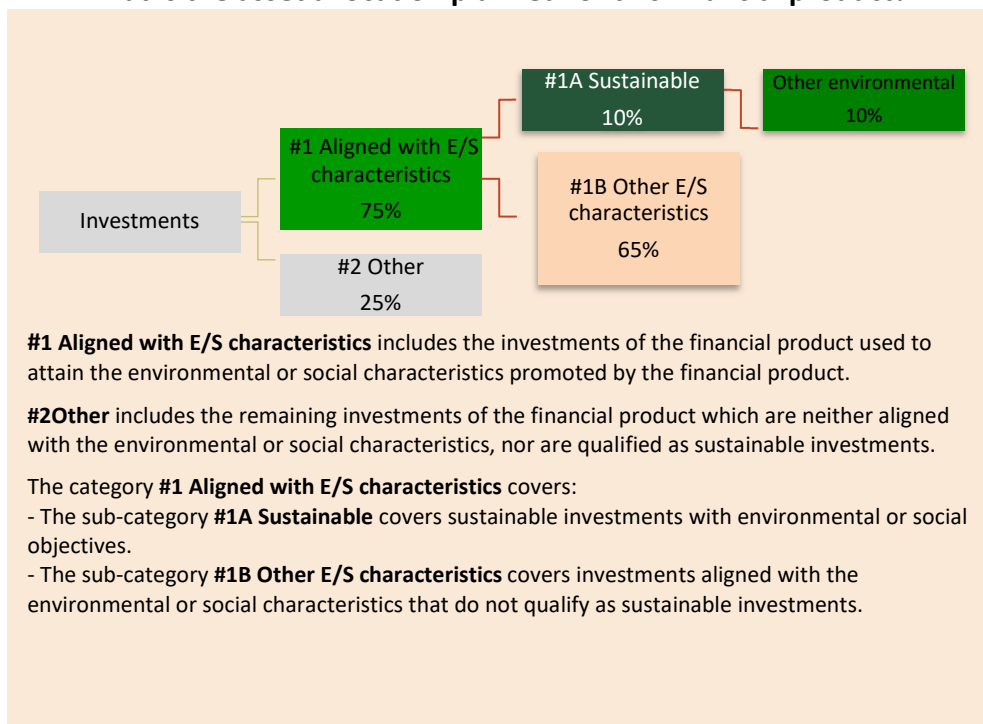 #1A Sustainable
10%
Other environmental
10%
#1 Aligned with E/S
characteristics
75%
#1B Other E/S
characteristics
65%
Investments
#2 Other
25%
#1 Aligned with E/S characteristics includes the investments of the financial product used to
attain the environmental or social characteristics promoted by the financial product.
#2Other includes the remaining investments of the financial product which are neither aligned
with the environmental or social characteristics, nor are qualified as sustainable investments.
The category #1 Aligned with E/S characteristics covers:
- The sub-category #1A Sustainable covers sustainable investments with environmental or social
objectives.
- The sub-category #1B Other E/S characteristics covers investments aligned with the
environmental or social characteristics that do not qualify as sustainable investments.